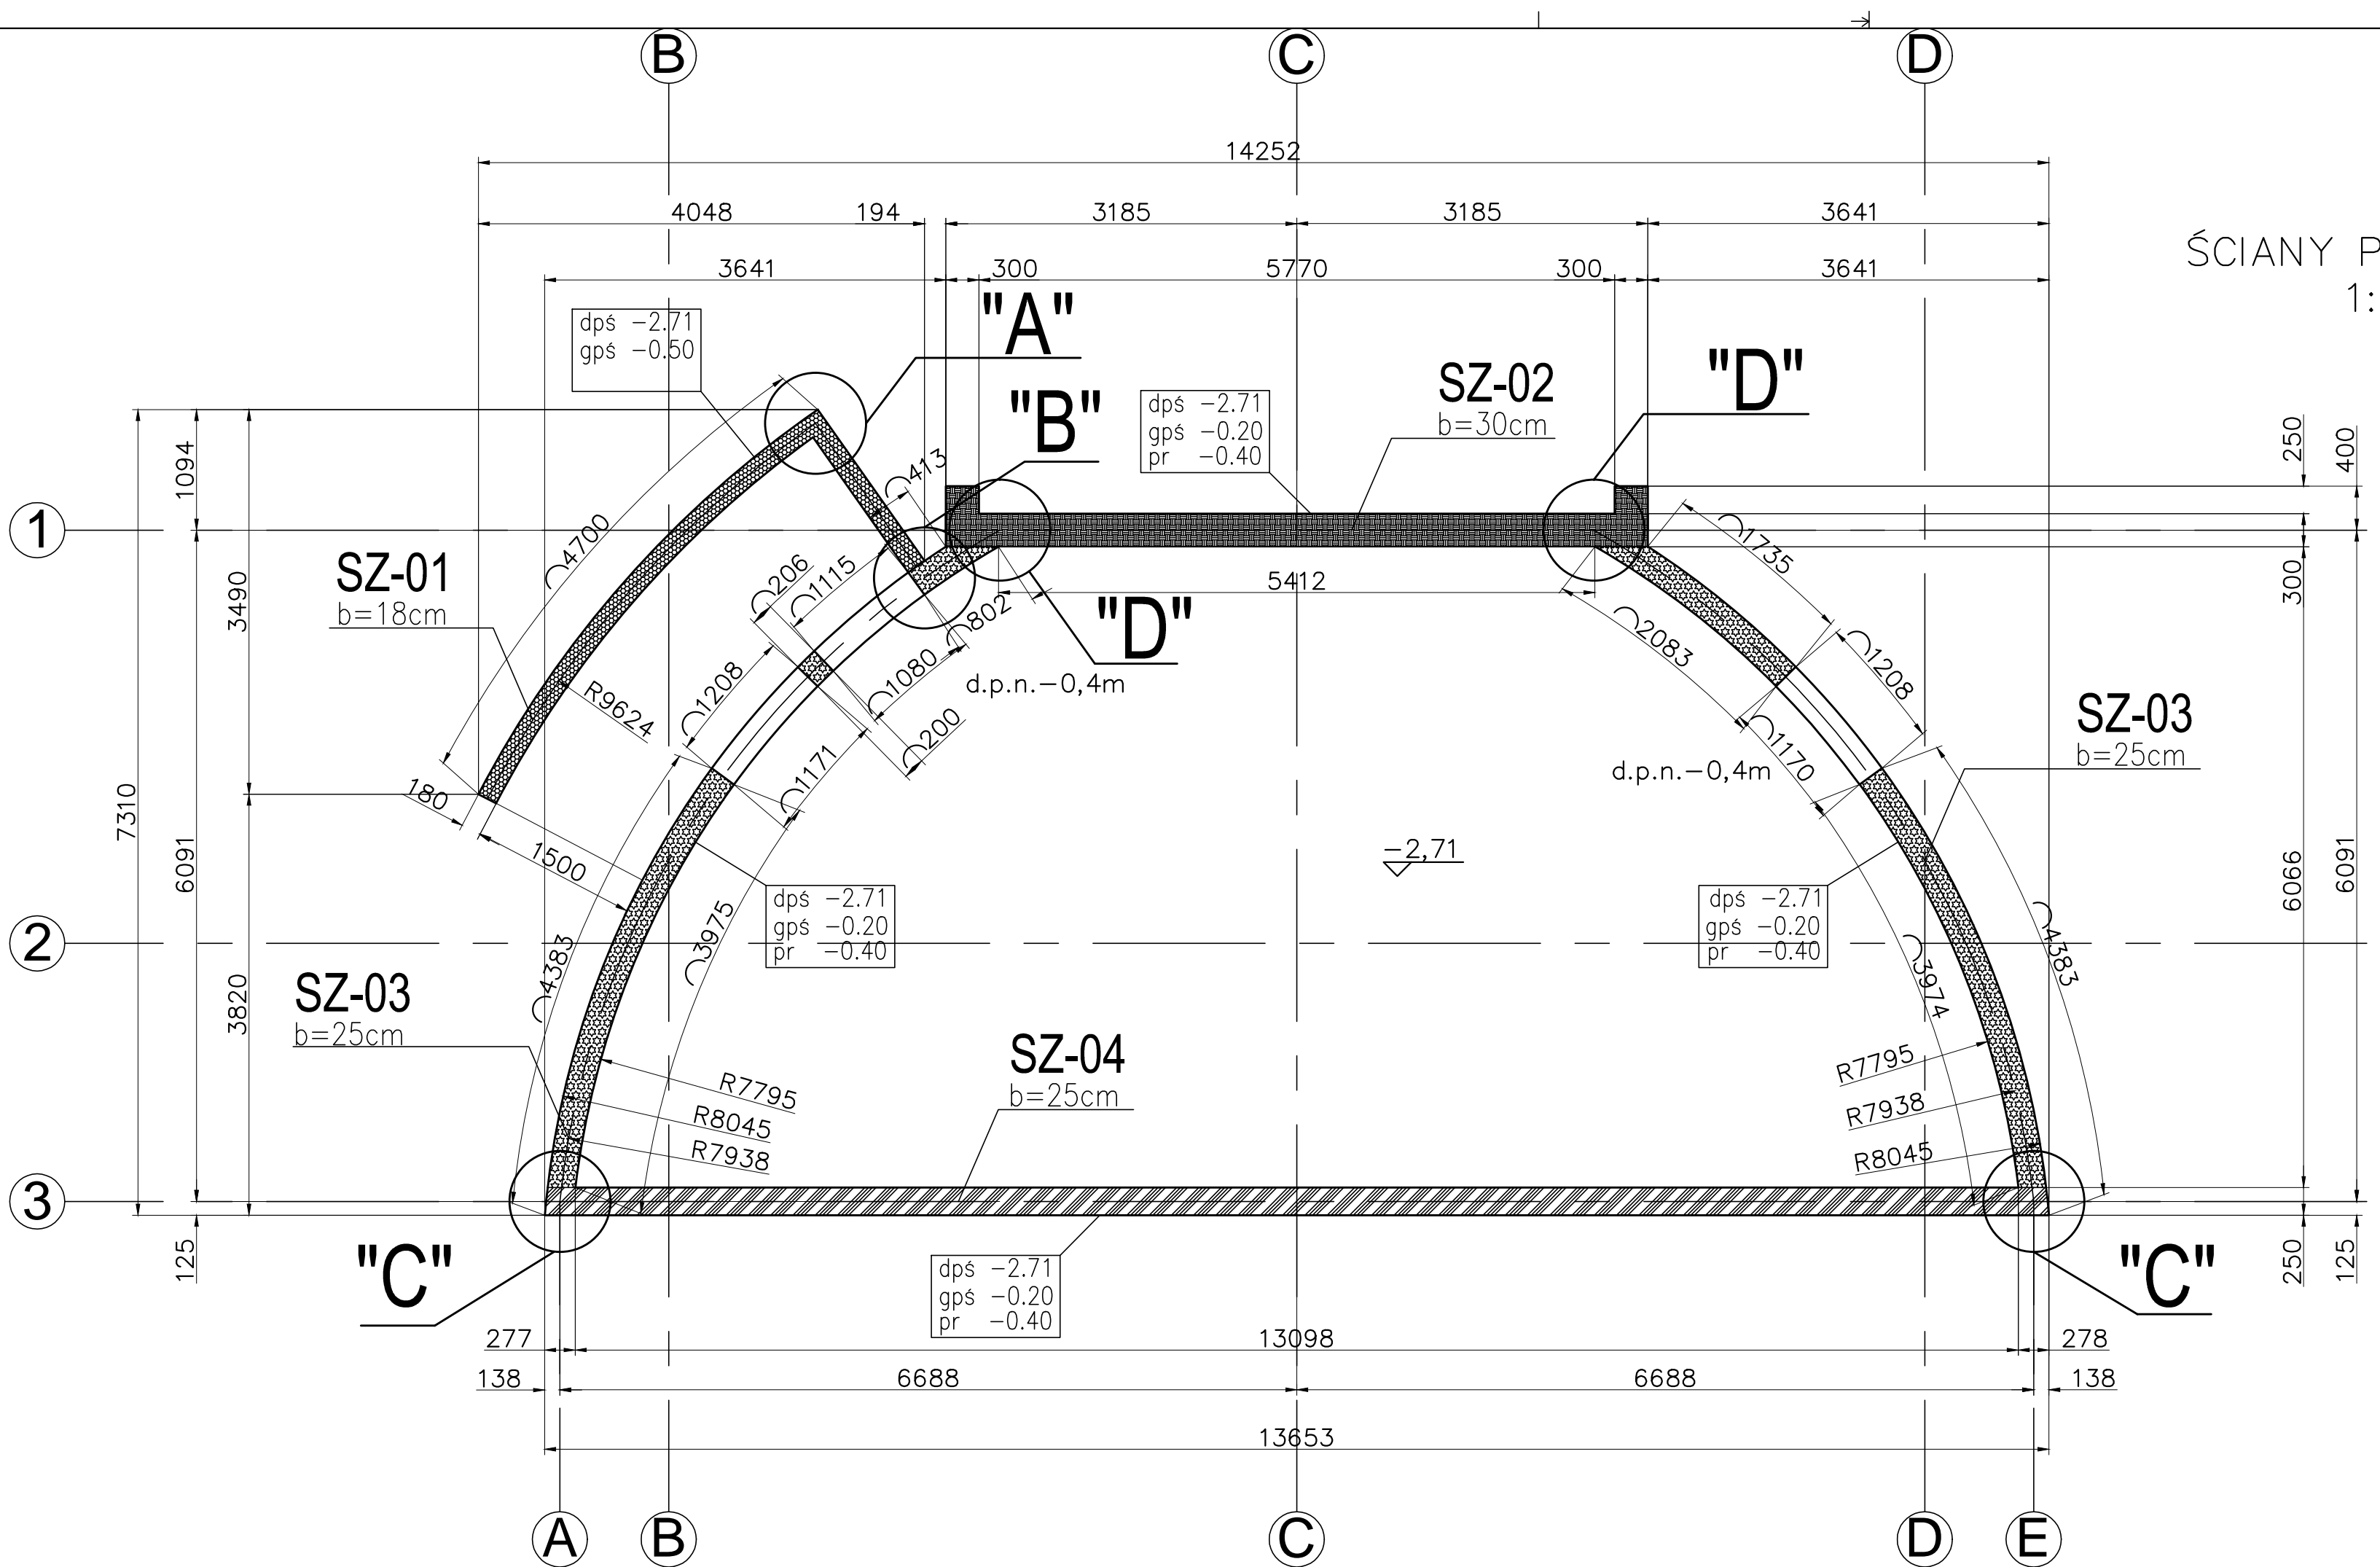 B
C
D
14252
4048
194
3185
3185
3641
ŚCIANY P
3641
300
5770
300
3641
1:
dpś -2.71
gpś -0.50
"A"
"B"
"D"
SZ-02
b=30cm
dpś -2.71
gpś -0.20
pr -0.40
250
400
1094
413
1
4700
1735
SZ-01
b=18cm
206
1115
5412
300
3490
802
"D"
2083
1208
1208
1080
d.p.n.-0,4m
R9624
200
SZ-03
b=25cm
1171
1170
d.p.n.-0,4m
180
7310
6091
1500
-2,71
6066
6091
dpś -2.71
gpś -0.20
pr -0.40
dpś -2.71
gpś -0.20
pr -0.40
3975
2
4383
4383
3974
3820
SZ-03
b=25cm
SZ-04
b=25cm
R7795
R8045
R7938
R7795
R7938
R8045
3
125
"C"
"C"
250
125
dpś -2.71
gpś -0.20
pr -0.40
277
13098
278
138
6688
6688
138
13653
A
B
C
D
E